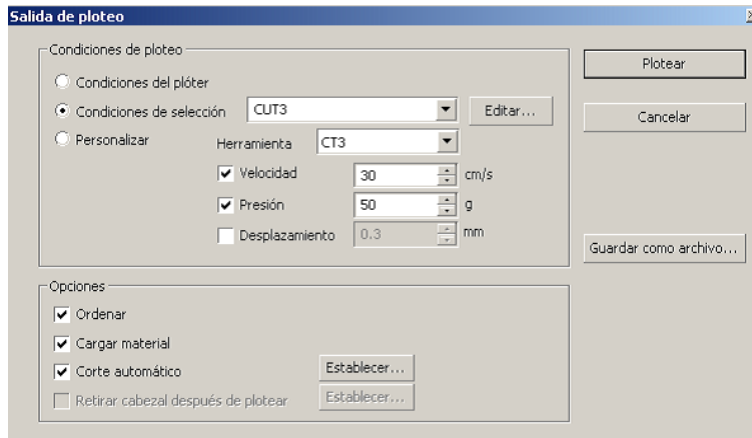 Salida de ploteo
Condiciones de ploteo
Condiciones del plóter
Condiciones de selección CUT3 Editar...
Personalizar Herramienta CT3
Velocidad 30 cm/s
Presión 50 g
Desplazamiento 0.3 mm
Opciones
Ordenar
Cargar material
Corte automático Establecer...
Retirar cabezal después de plotear Establecer...
Plotear
Cancelar
Guardar como archivo...